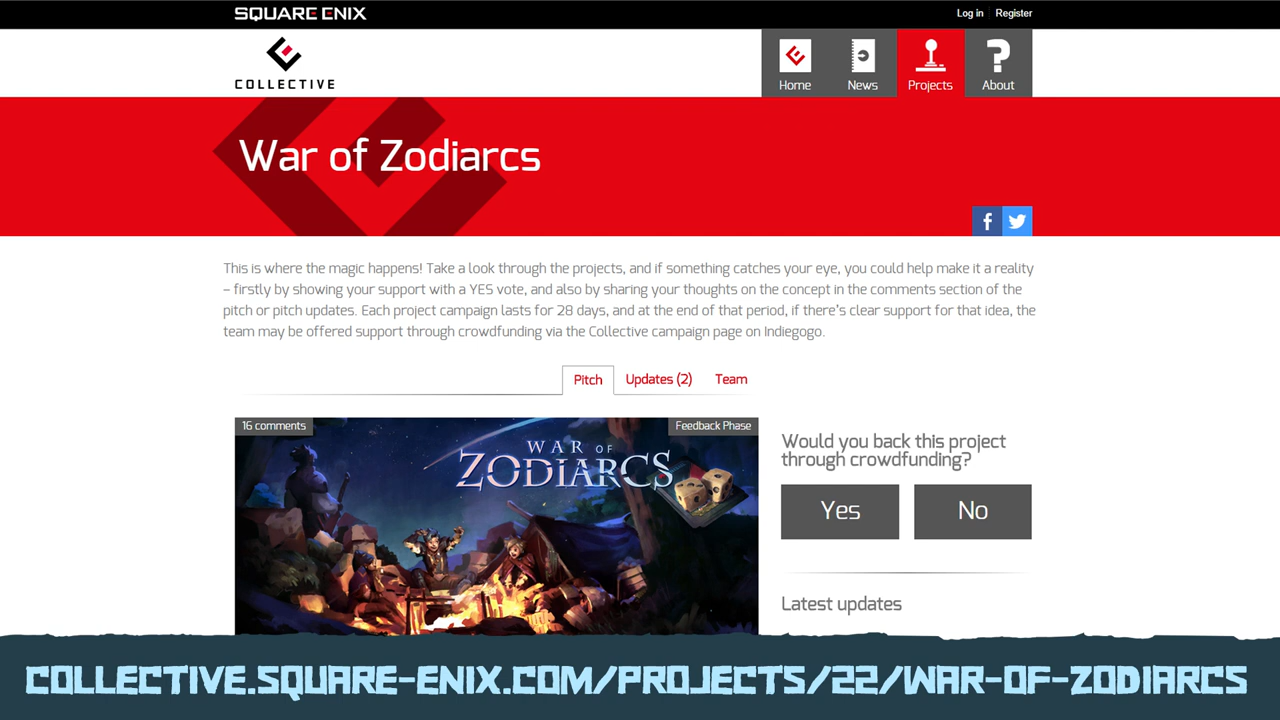 SQUARE ENIX
Log in Register
COLLECTIVE
Home News Projects About
War of Zodiarcs
This is where the magic happens! Take a look through the projects, and if something catches your eye, you could help make it a reality
– firstly by showing your support with a YES vote, and also by sharing your thoughts on the concept in the comments section of the
pitch or pitch updates. Each project campaign lasts for 28 days, and at the end of that period, if there's clear support for that idea, the
team may be offered support through crowdfunding via the Collective campaign page on Indiegogo.
Pitch Updates (2) Team
16 comments
Feedback Phase
WAR OF
ZODIARCS
Would you back this project
through crowdfunding?
Yes No
Latest updates
COLLECTIVE.SQUARE-ENIX.COM/PROJECTS/22/WAR-OF-ZODIARCS